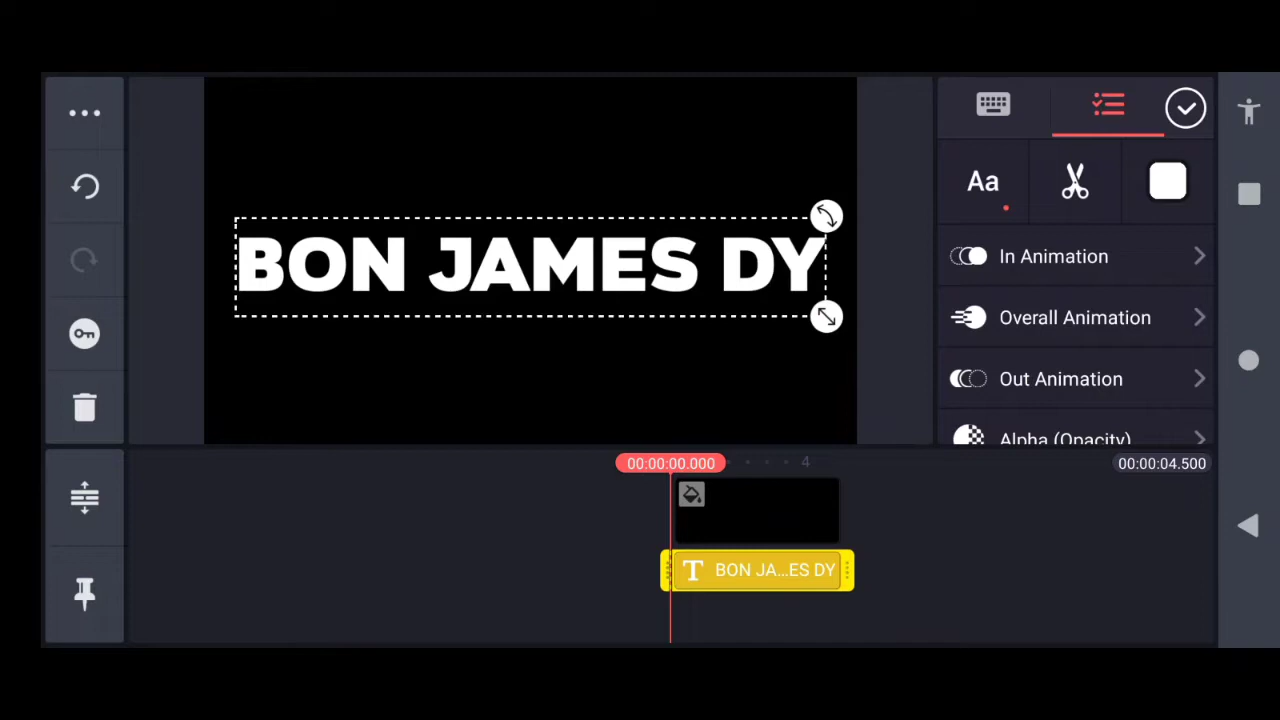 BON JAMES DY
Aa
In Animation
Overall Animation
Out Animation
Alpha (Opacity)
00:00:00.000
4
00:00:04.500
T BON JA...ES DY